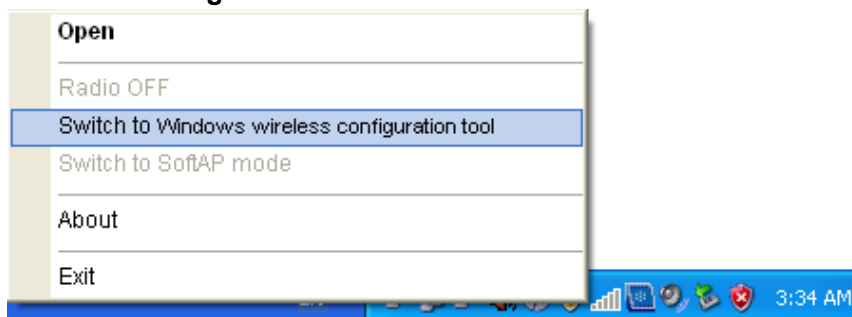 Open
Radio OFF
Switch to Windows wireless configuration tool
Switch to SoftAP mode
About
Exit
3:34 AM